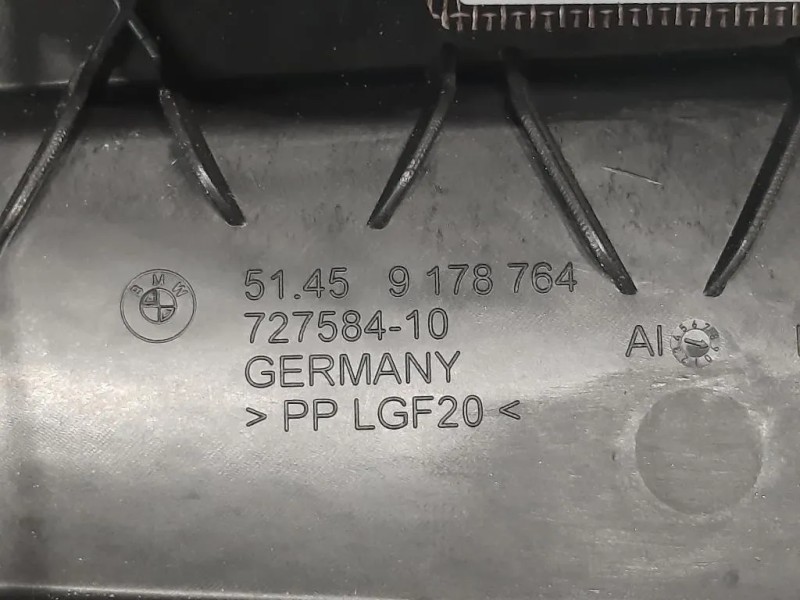 BMW
51.45 9 178 764
727584-10
GERMANY
> PP LGF20 <
AI